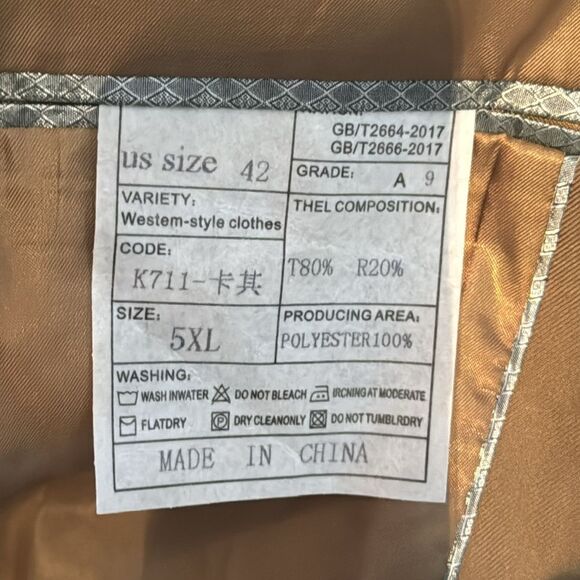 GB/T2664-2017
GB/T2666-2017
us size 42
GRADE: A 9
VARIETY:
Westem-style clothes
THEL COMPOSITION:
T80% R20%
CODE:
K711-卡其
SIZE:
5XL
PRODUCING AREA:
POLYESTER100%
WASHING:
WASH INWATER DO NOT BLEACH IRCNING AT MODERATE
FLATDRY DRY CLEANONLY DO NOT TUMBLRDRY
MADE IN CHINA